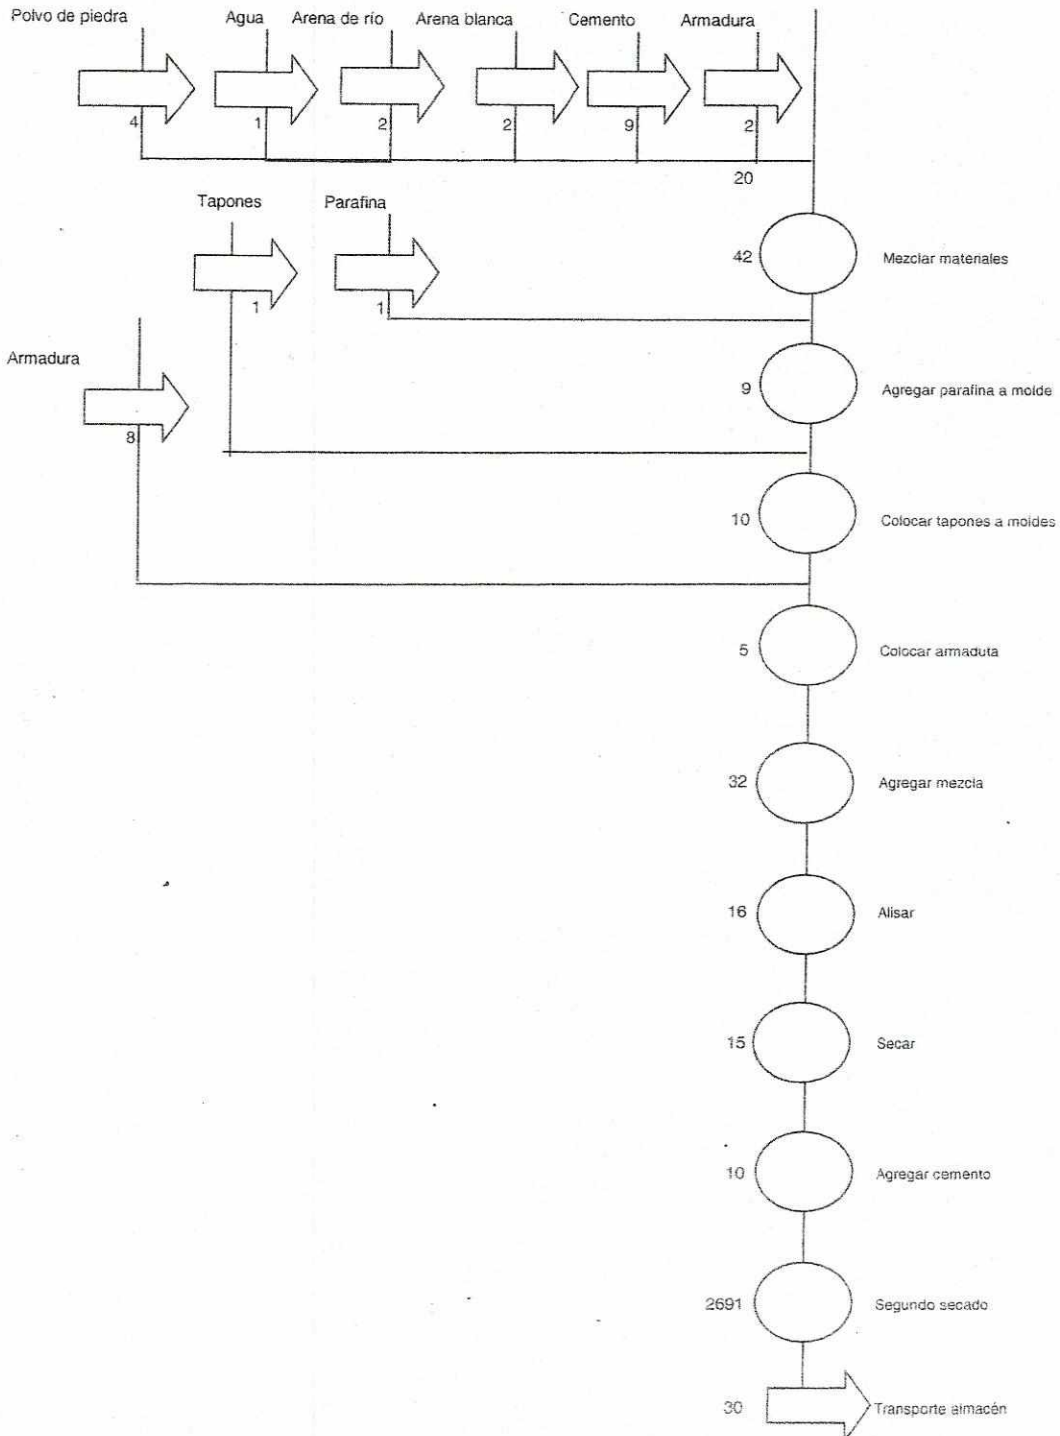 Polvo de piedra
Agua
Arena de río
Arena blanca
Cemento
Armadura
4
1
2
2
9
2
20
Tapones
Parafina
42
Mezclar materiales
1
1
Armadura
8
9
Agregar parafina a molde
10
Colocar tapones a moldes
5
Colocar armaduta
32
Agregar mezcla
16
Alisar
15
Secar
10
Agregar cemento
2691
Segundo secado
30
Transporte almacén